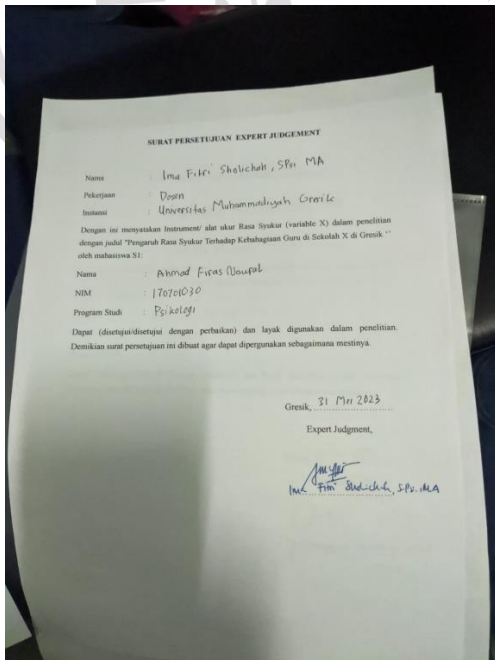 SURAT PERSETUJUAN EXPERT JUDGEMENT
Nama : Ima Fitri Sholichah, SPsi MA
Pekerjaan : Dosen
Instansi : Universitas Muhammadiyah Gresik
Dengan ini menyatakan Instrument/ alat ukur Rasa Syukur (variable X) dalam penelitian
dengan judul "Pengarub Rasa Syukur Terhadap Kebahagiaan Guru di Sekolah X di Gresik "
oleh mahasiswa S1:
Nama : Ahmad Firas Naufal
NIM : 170701030
Program Studi : Psikologi
Dapat (disetujui/disetujui dengan perbaikan) dan layak digunakan dalam penelitian.
Demikian surat persetujuan ini dibuat agar dapat dipergunakan sebagaimana mestinya.
Gresik, 31 Mei 2023
Expert Judgment,
Ima Fitri Sholichah, S.Psi., MA